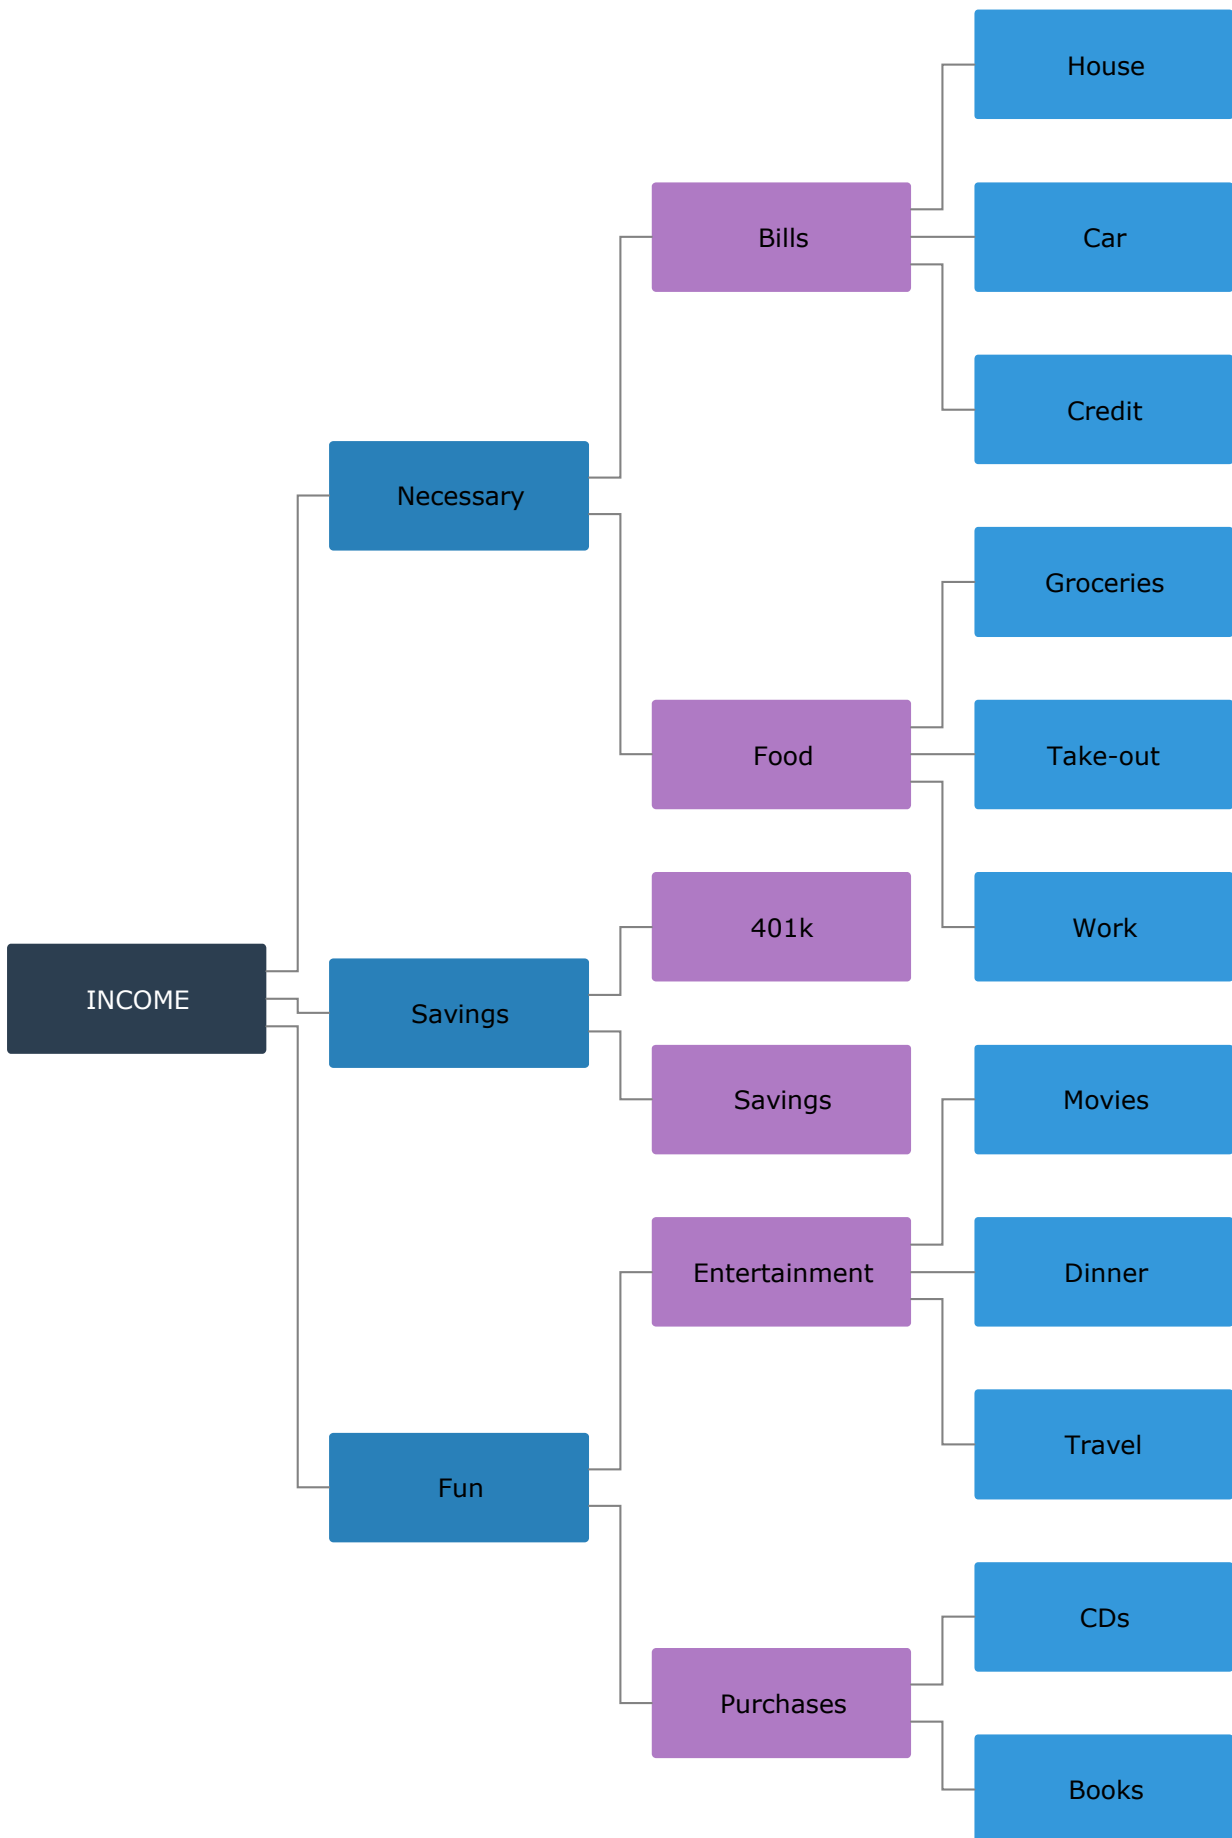 House
Bills
Car
Credit
Necessary
Groceries
Food
Take-out
Work
401k
INCOME
Savings
Savings
Movies
Entertainment
Dinner
Travel
Fun
CDs
Purchases
Books